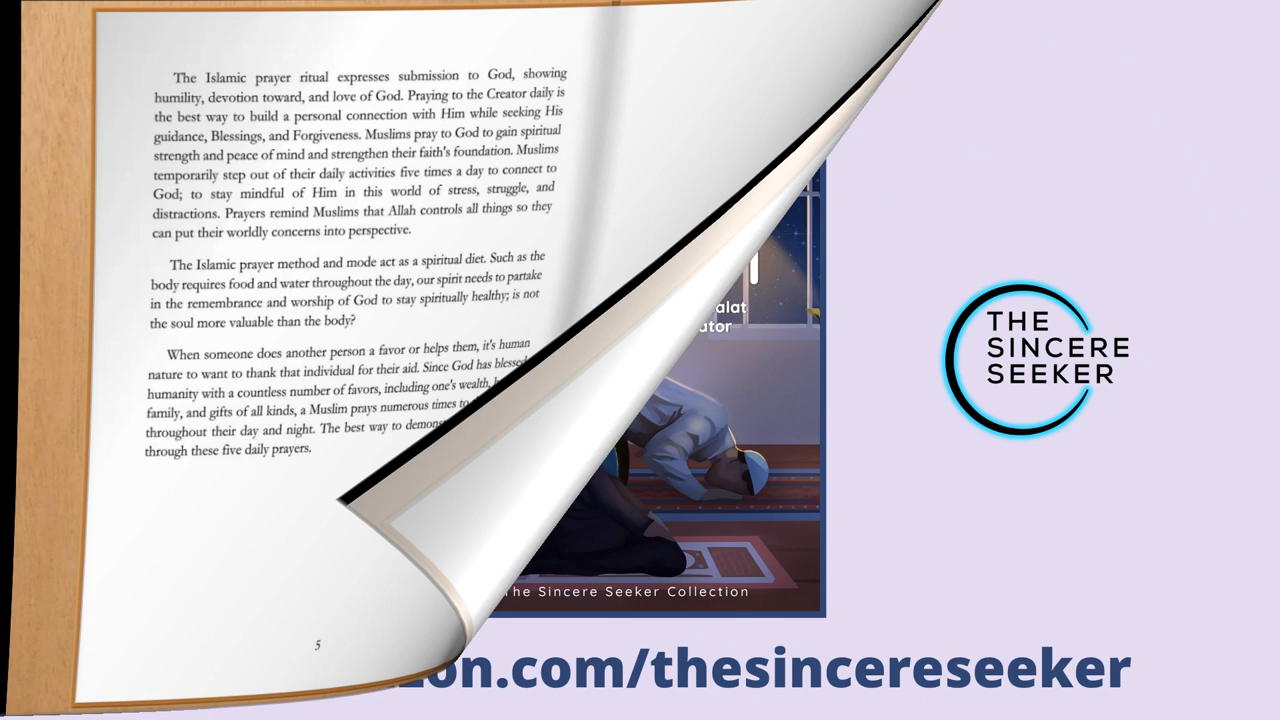 The Islamic prayer ritual expresses submission to God, showing
humility, devotion toward, and love of God. Praying to the Creator daily is
the best way to build a personal connection with Him while seeking His
guidance, Blessings, and Forgiveness. Muslims pray to God to gain spiritual
strength and peace of mind and strengthen their faith's foundation. Muslims
temporarily step out of their daily activities five times a day to connect to
God; to stay mindful of Him in this world of stress, struggle, and
distractions. Prayers remind Muslims that Allah controls all things so they
can put their worldly concerns into perspective.
The Islamic prayer method and mode act as a spiritual diet. Such as the
body requires food and water throughout the day, our spirit needs to partake
in the remembrance and worship of God to stay spiritually healthy; is not
the soul more valuable than the body?
When someone does another person a favor or helps them, it's human
nature to want to thank that individual for their aid. Since God has blessed
humanity with a countless number of favors, including one's wealth,
family, and gifts of all kinds, a Muslim prays numerous times to
throughout their day and night. The best way to
through these five daily prayers.
5
The Sincere Seeker Collection
THE
SINCERE
SEEKER
zon.com/thesincereseeker